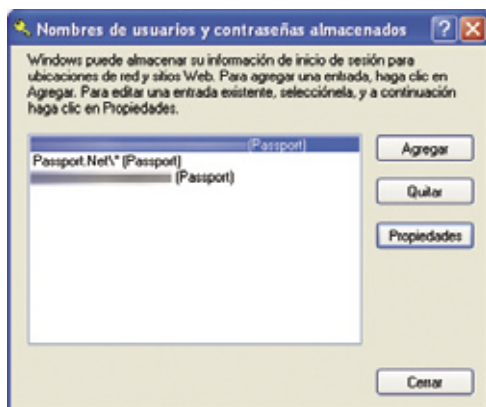 Nombres de usuarios y contraseñas almacenados
Windows puede almacenar su información de inicio de sesión para
ubicaciones de red y sitios Web. Para agregar una entrada, haga clic en
Agregar. Para editar una entrada existente, selecciónela, y a continuación
haga clic en Propiedades.
(Passport)
Passport.Net\* (Passport)
(Passport)
Agregar
Quitar
Propiedades
Cerrar